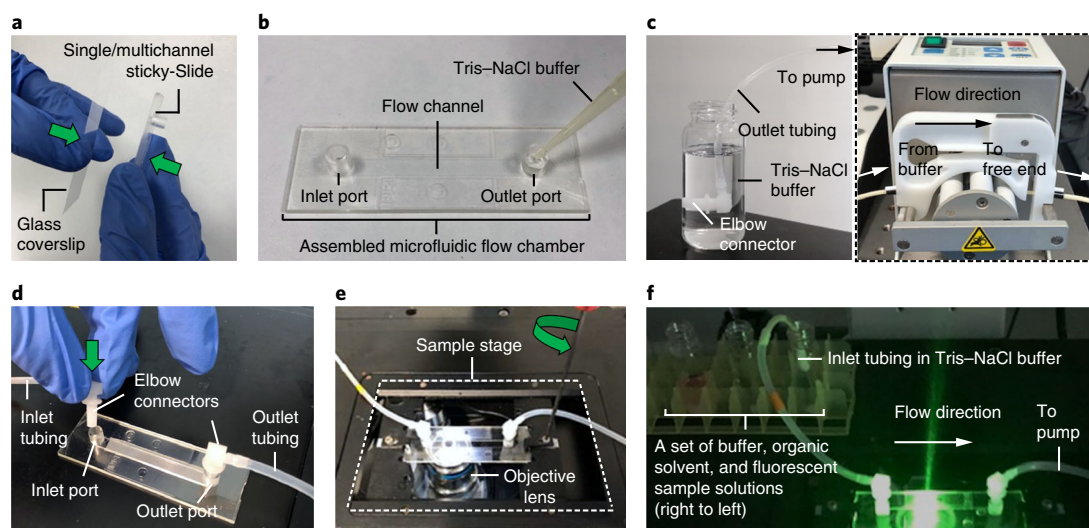 a
Single/multichannel
sticky-Slide
Glass
coverslip
b
Tris–NaCl buffer
Flow channel
Inlet port
Outlet port
Assembled microfluidic flow chamber
c
To pump
Outlet tubing
Tris–NaCl
buffer
Elbow
connector
Flow direction
From
buffer
To
free end
d
Elbow
connectors
Inlet
tubing
Outlet
tubing
Inlet port
Outlet port
e
Sample stage
Objective
lens
f
Inlet tubing in Tris–NaCl buffer
Flow direction
To
pump
A set of buffer, organic
solvent, and fluorescent
sample solutions
(right to left)